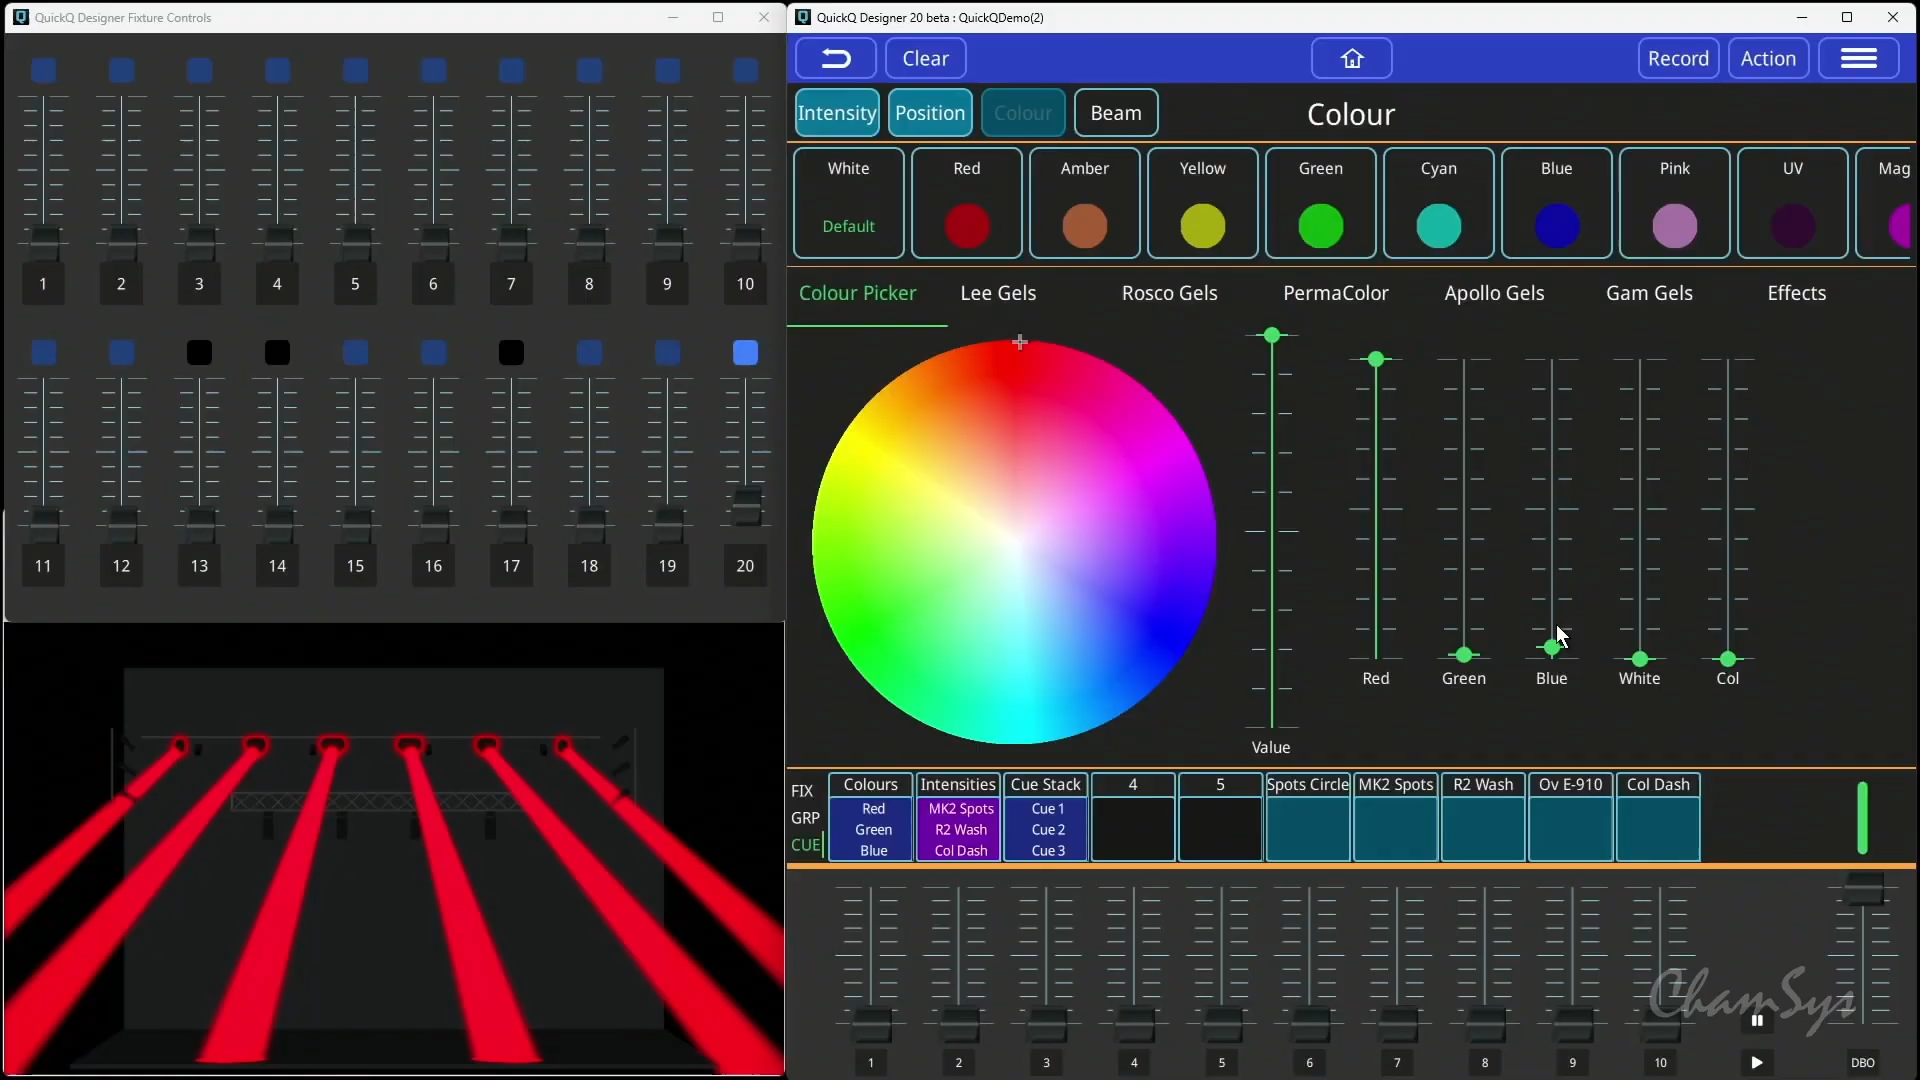 QuickQ Designer Fixture Controls
1 2 3 4 5 6 7 8 9 10
11 12 13 14 15 16 17 18 19 20
QuickQ Designer 20 beta : QuickQDemo(2)
Clear Record Action
Intensity Position Colour Beam Colour
White Red Amber Yellow Green Cyan Blue Pink UV Mag
Default
Colour Picker Lee Gels Rosco Gels PermaColor Apollo Gels Gam Gels Effects
Red Green Blue White Col
Value
FIX GRP CUE
Colours Intensities Cue Stack 4 5 Spots Circle MK2 Spots R2 Wash Ov E-910 Col Dash
Red MK2 Spots Cue 1
Green R2 Wash Cue 2
Blue Col Dash Cue 3
ChamSys
1 2 3 4 5 6 7 8 9 10 DBO